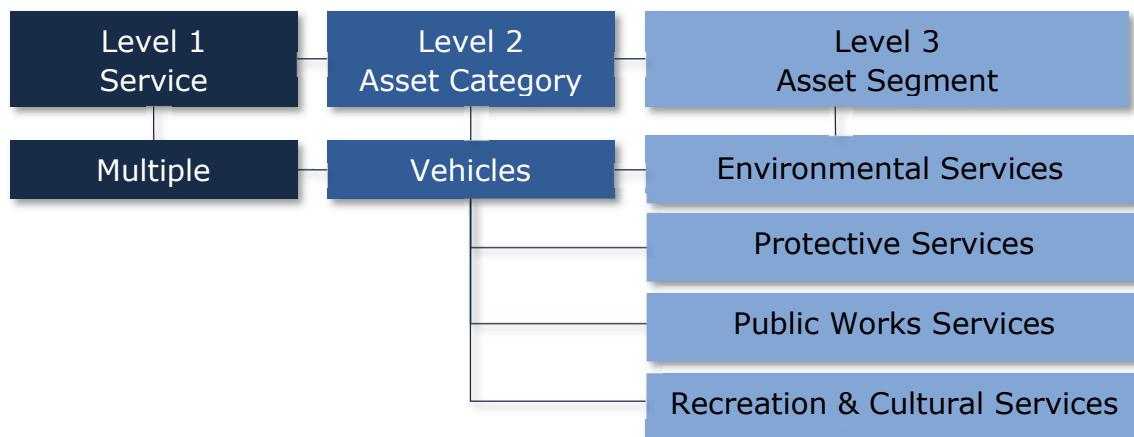 Level 1
Service
Level 2
Asset Category
Level 3
Asset Segment
Multiple
Vehicles
Environmental Services
Protective Services
Public Works Services
Recreation & Cultural Services